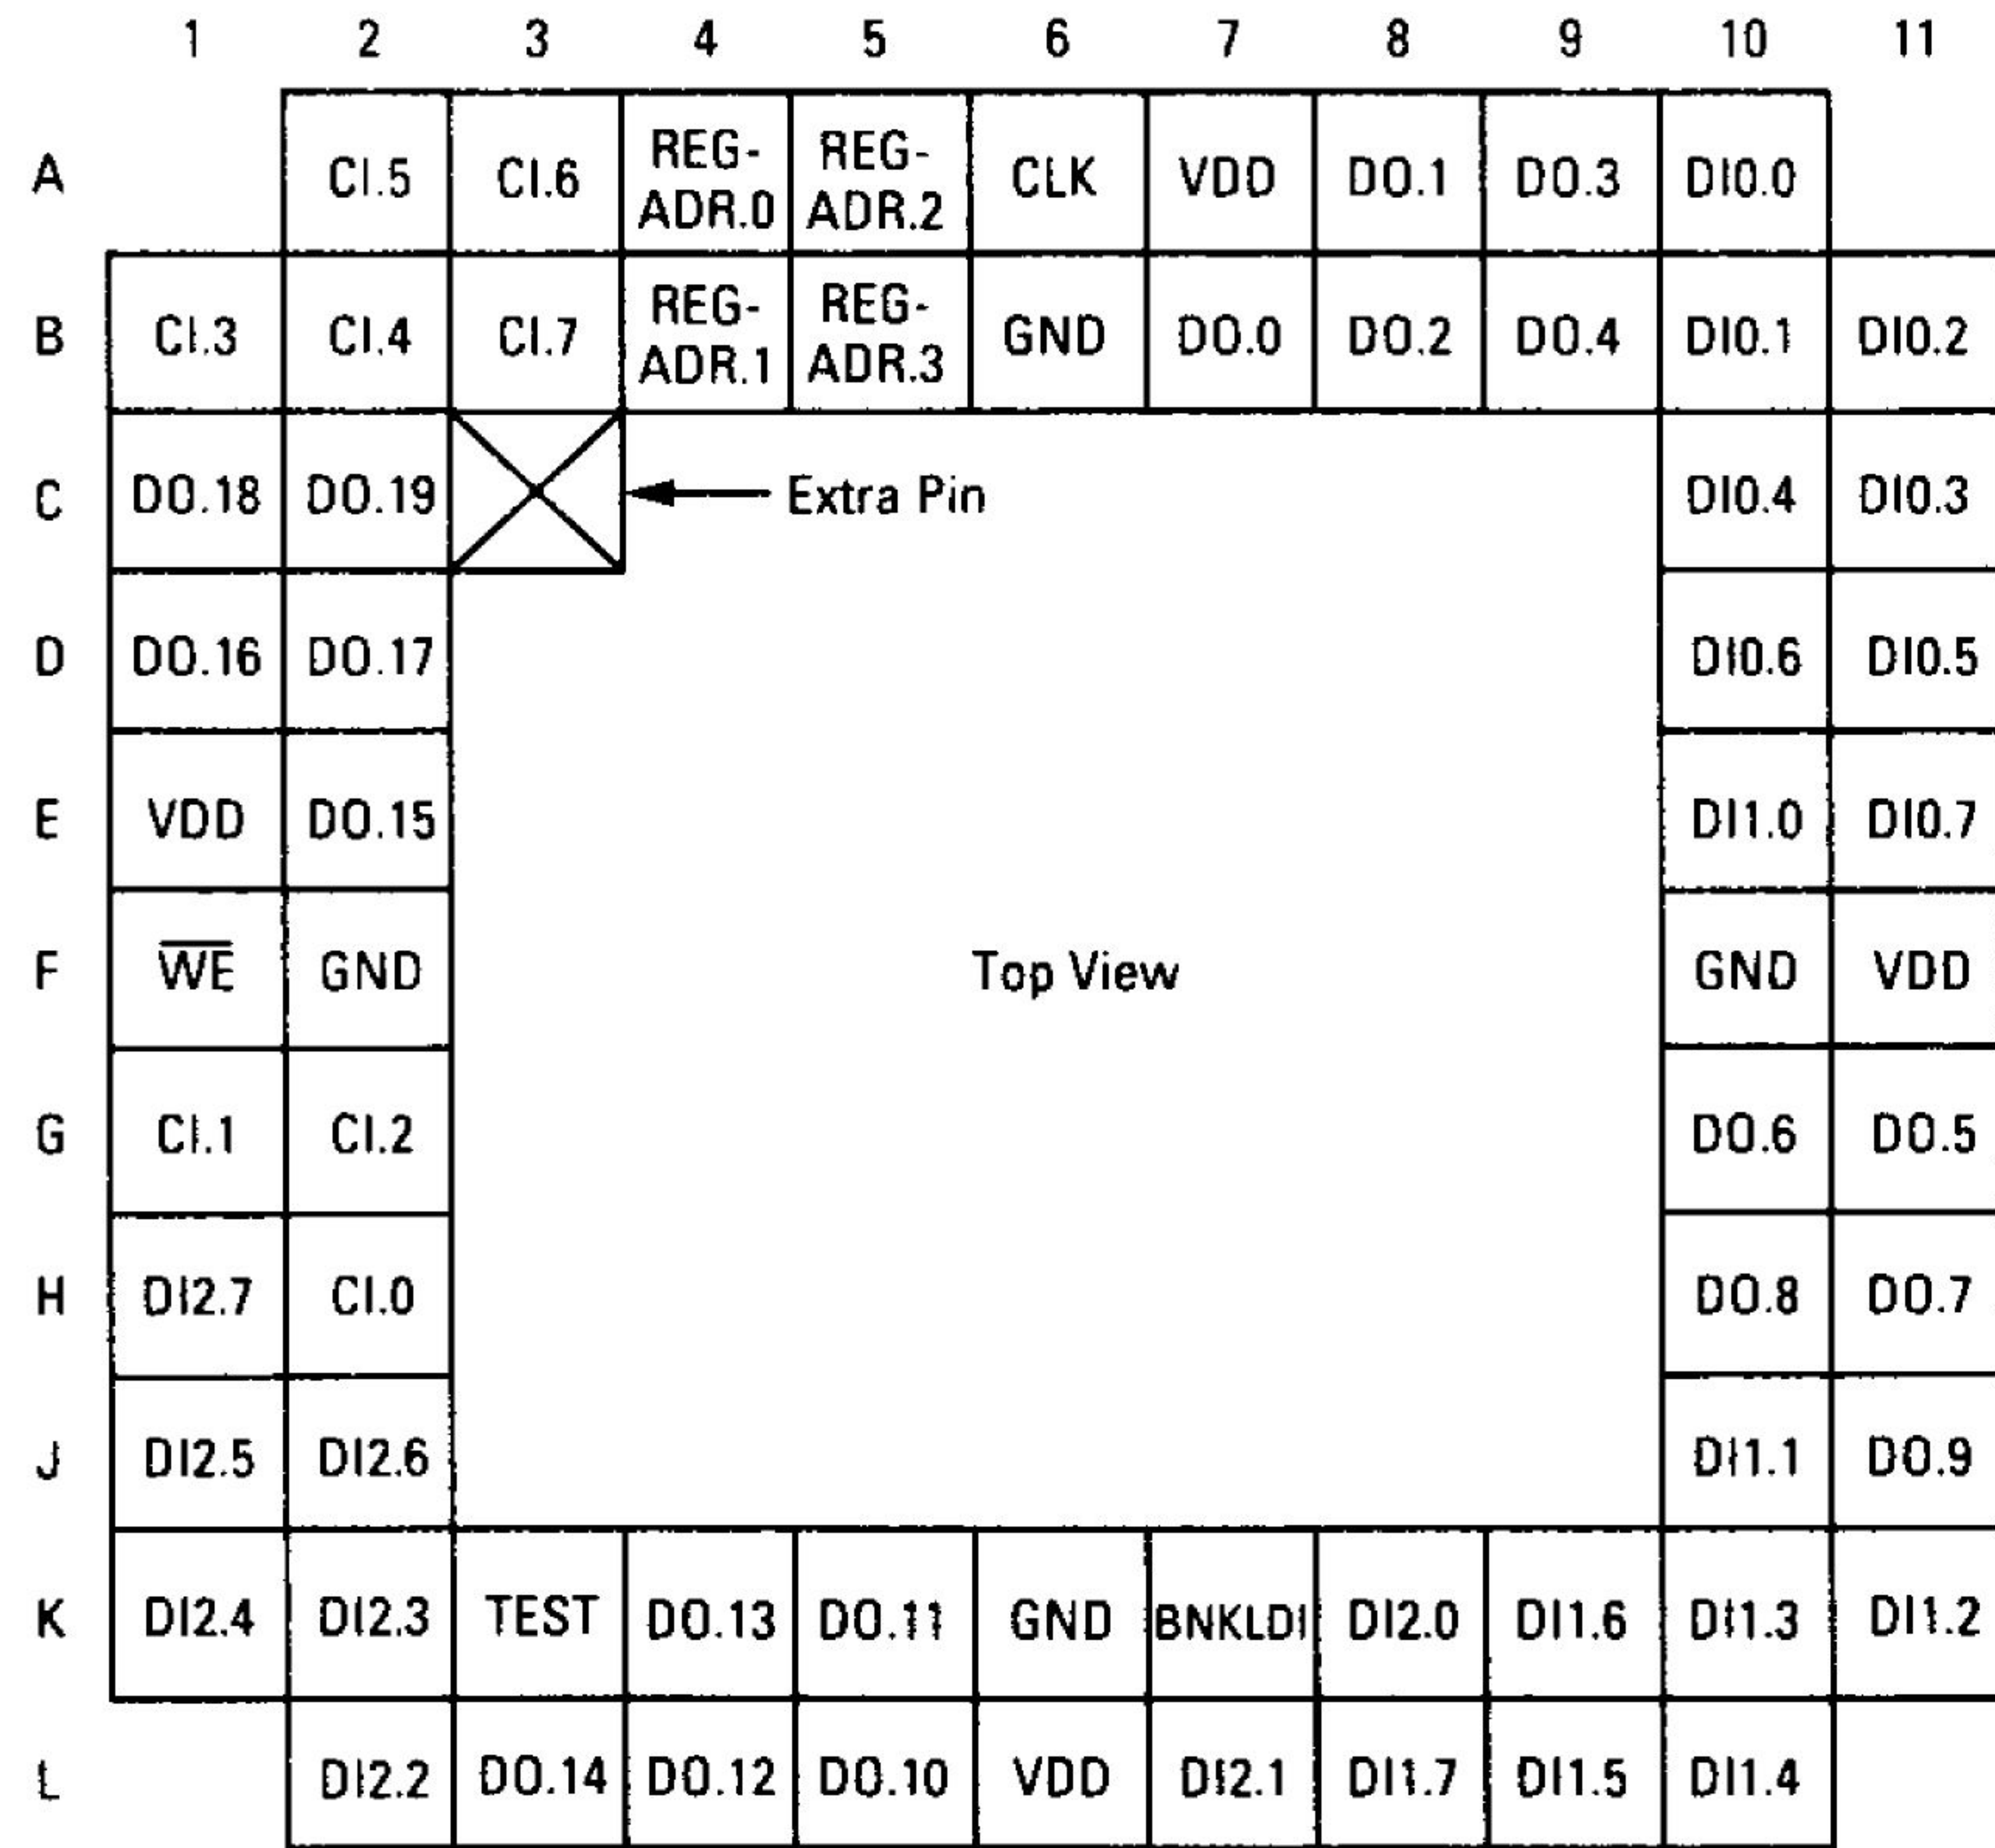 1 2 3 4 5 6 7 8 9 10 11
A CI.5 CI.6 REG-ADR.0 REG-ADR.2 CLK VDD DO.1 DO.3 DI0.0
B CI.3 CI.4 CI.7 REG-ADR.1 REG-ADR.3 GND DO.0 DO.2 DO.4 DI0.1 DI0.2
C DO.18 DO.19 Extra Pin DI0.4 DI0.3
D DO.16 DO.17 DI0.6 DI0.5
E VDD DO.15 DI1.0 DI0.7
F W̅E̅ GND Top View GND VDD
G CI.1 CI.2 DO.6 DO.5
H DI2.7 CI.0 DO.8 DO.7
J DI2.5 DI2.6 DI1.1 DO.9
K DI2.4 DI2.3 TEST DO.13 DO.11 GND BNKLDI DI2.0 DI1.6 DI1.3 DI1.2
L DI2.2 DO.14 DO.12 DO.10 VDD DI2.1 DI1.7 DI1.5 DI1.4